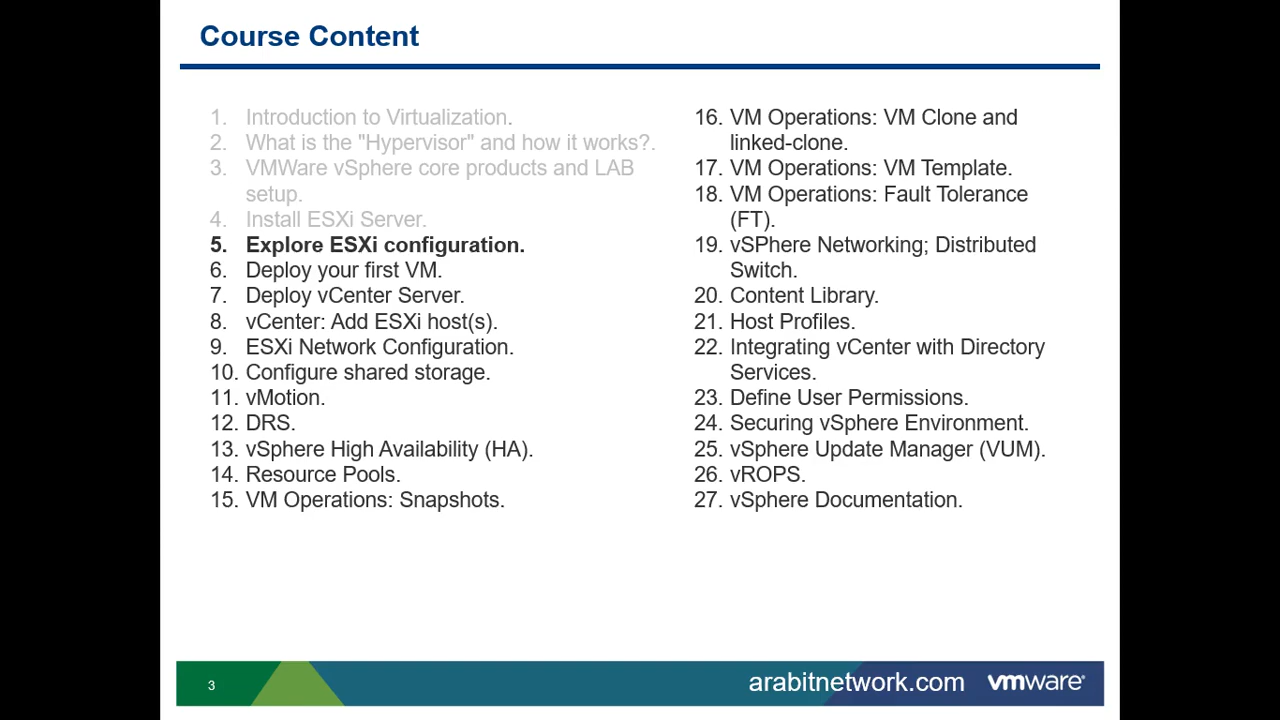 Course Content
1. Introduction to Virtualization.
2. What is the "Hypervisor" and how it works?.
3. VMWare vSphere core products and LAB
setup.
4. Install ESXi Server.
5. Explore ESXi configuration.
6. Deploy your first VM.
7. Deploy vCenter Server.
8. vCenter: Add ESXi host(s).
9. ESXi Network Configuration.
10. Configure shared storage.
11. vMotion.
12. DRS.
13. vSphere High Availability (HA).
14. Resource Pools.
15. VM Operations: Snapshots.
16. VM Operations: VM Clone and
linked-clone.
17. VM Operations: VM Template.
18. VM Operations: Fault Tolerance
(FT).
19. vSPhere Networking; Distributed
Switch.
20. Content Library.
21. Host Profiles.
22. Integrating vCenter with Directory
Services.
23. Define User Permissions.
24. Securing vSphere Environment.
25. vSphere Update Manager (VUM).
26. vROPS.
27. vSphere Documentation.
3
arabitnetwork.com vmware